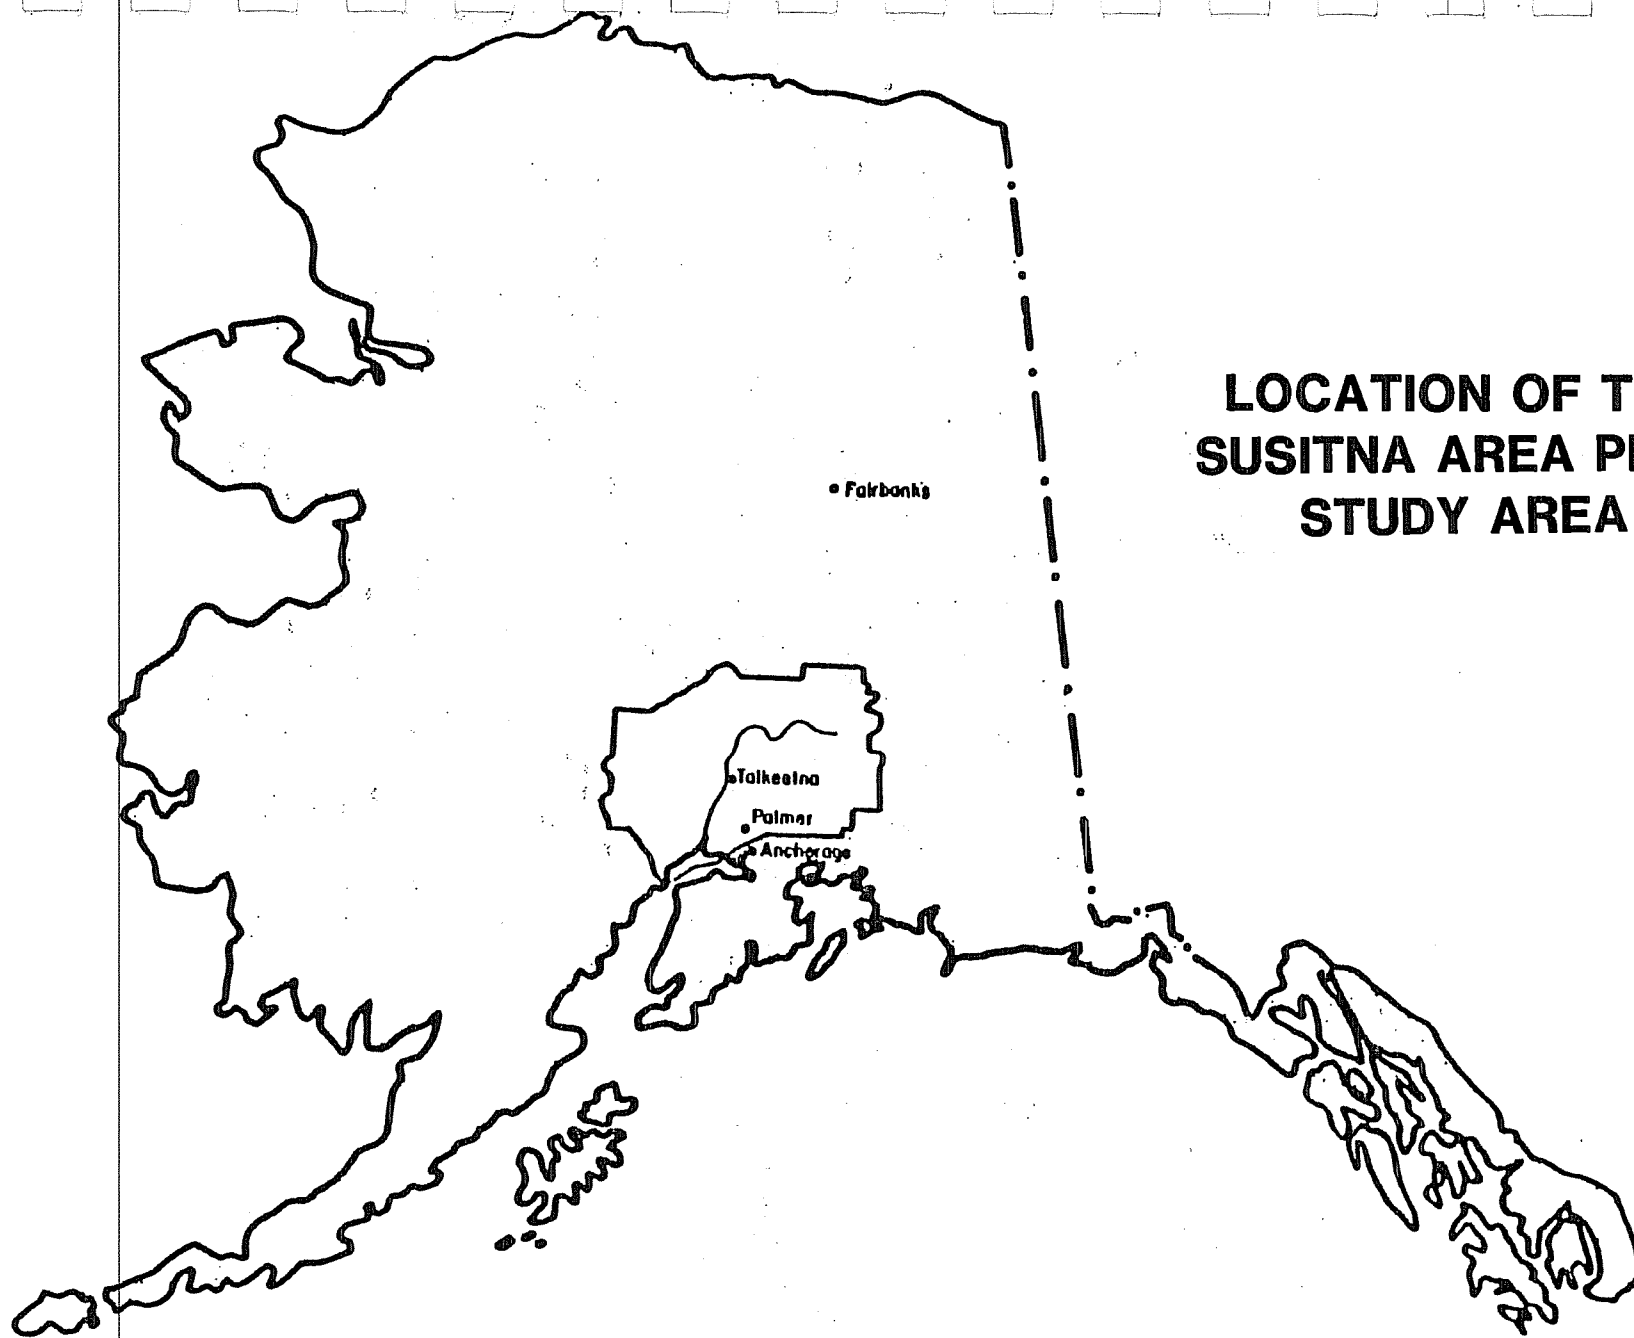 LOCATION OF T
SUSITNA AREA P
STUDY AREA
Fairbanks
Talkeetna
Palmer
Anchorage